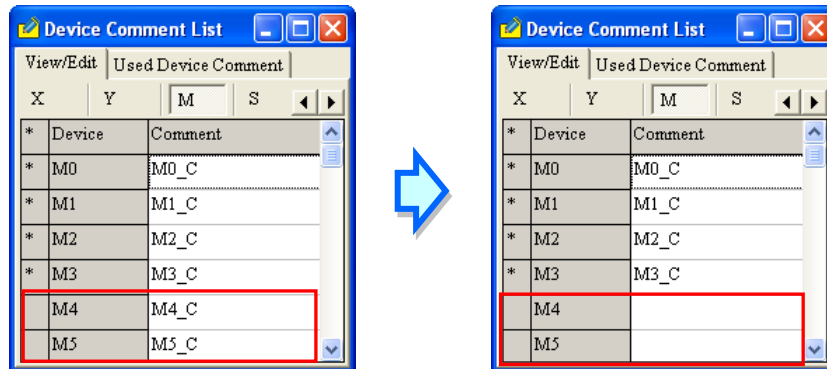 Device Comment List
View/Edit Used Device Comment
X Y M S
* Device Comment
* M0 M0_C
* M1 M1_C
* M2 M2_C
* M3 M3_C
M4 M4_C
M5 M5_C
Device Comment List
View/Edit Used Device Comment
X Y M S
* Device Comment
* M0 M0_C
* M1 M1_C
* M2 M2_C
* M3 M3_C
M4
M5